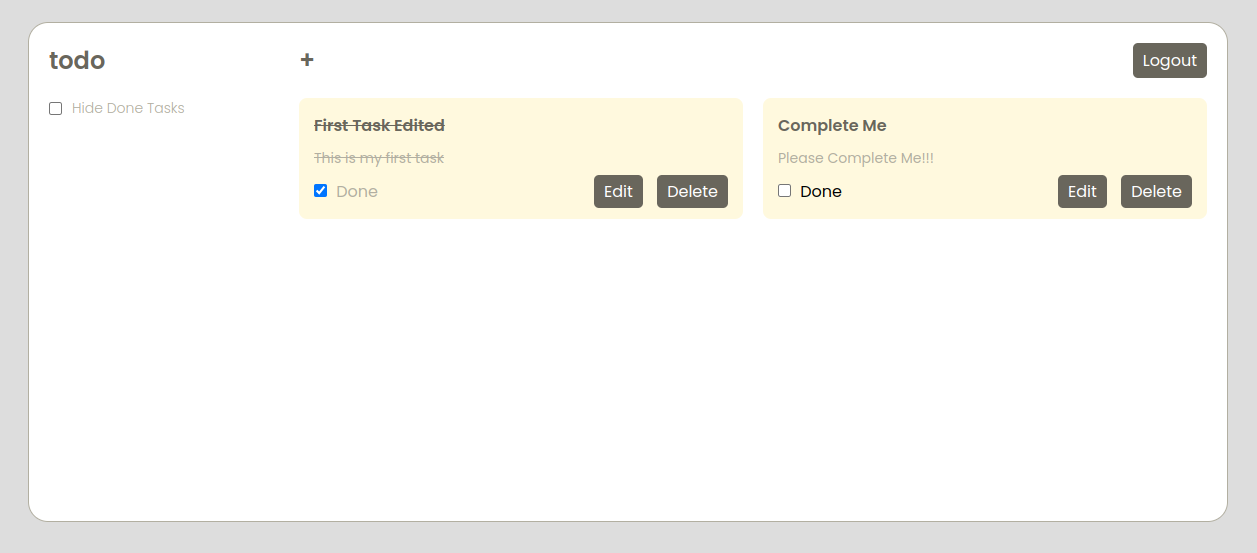 todo
+
Logout
Hide Done Tasks
First Task Edited
This is my first task
Done
Edit
Delete
Complete Me
Please Complete Me!!!
Done
Edit
Delete